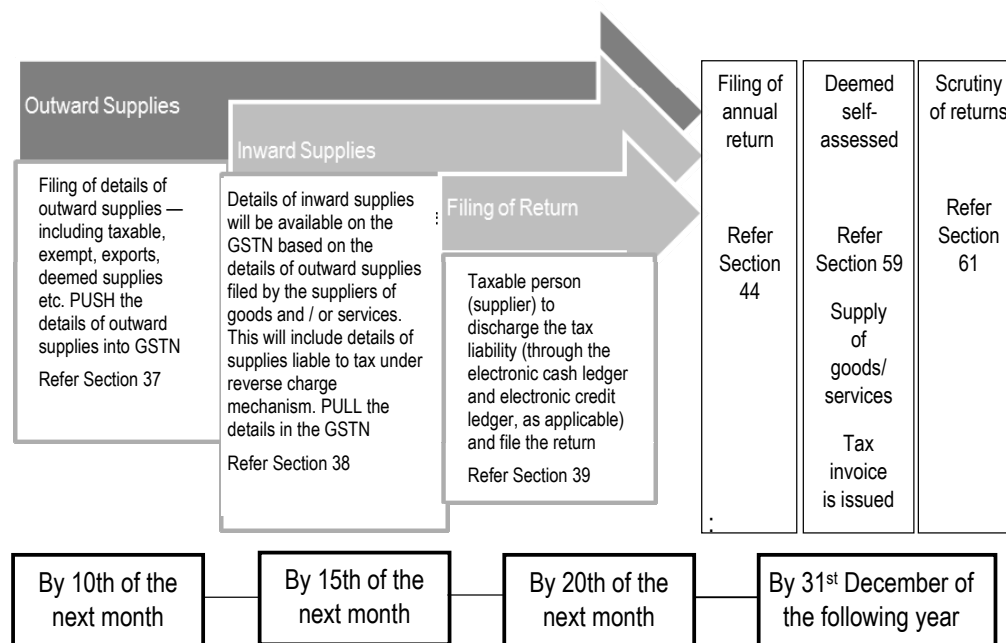 Outward Supplies
Filing of details of
outward supplies —
including taxable,
exempt, exports,
deemed supplies
etc. PUSH the
details of outward
supplies into GSTN
Refer Section 37
Inward Supplies
Details of inward supplies
will be available on the
GSTN based on the
details of outward supplies
filed by the suppliers of
goods and / or services.
This will include details of
supplies liable to tax under
reverse charge
mechanism. PULL the
details in the GSTN
Refer Section 38
:
Filing of Return
Taxable person
(supplier) to
discharge the tax
liability (through the
electronic cash ledger
and electronic credit
ledger, as applicable)
and file the return
Refer Section 39
Filing of
annual
return
Refer
Section
44
:
Deemed
self-
assessed
Refer
Section 59
Supply
of
goods/
services
Tax
invoice
is issued
Scrutiny
of returns
Refer
Section
61
By 10th of the
next month
By 15th of the
next month
By 20th of the
next month
By 31st December of
the following year